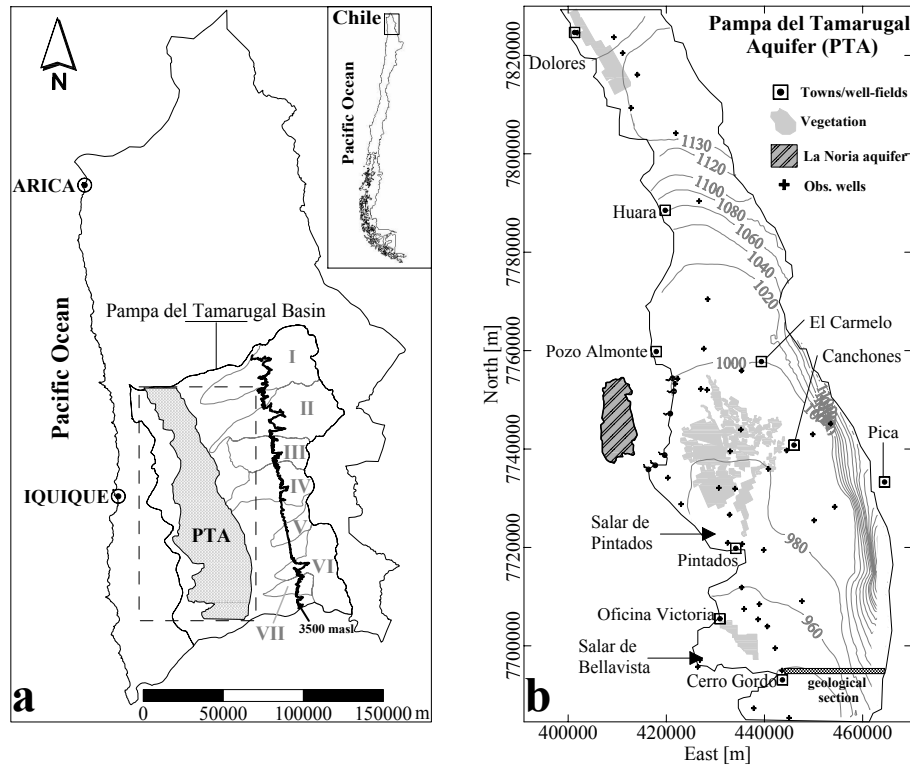 Chile
Pacific Ocean
N
ARICA
Pampa del Tamarugal Basin
Pacific Ocean
I
II
III
IV
V
VI
VII
IQUIQUE
PTA
3500 masl
a
0 50000 100000 150000 m
Pampa del Tamarugal
Aquifer (PTA)
Towns/well-fields
Vegetation
La Noria aquifer
Obs. wells
Dolores
1130
1120
1100
1080
1060
1040
1020
Huara
El Carmelo
Pozo Almonte
1000
Canchones
Pica
Salar de
Pintados
980
Pintados
Oficina Victoria
960
Salar de
Bellavista
Cerro Gordo
geological
section
b
7820000
7800000
7780000
7760000
7740000
7720000
7700000
North [m]
400000 420000 440000 460000
East [m]